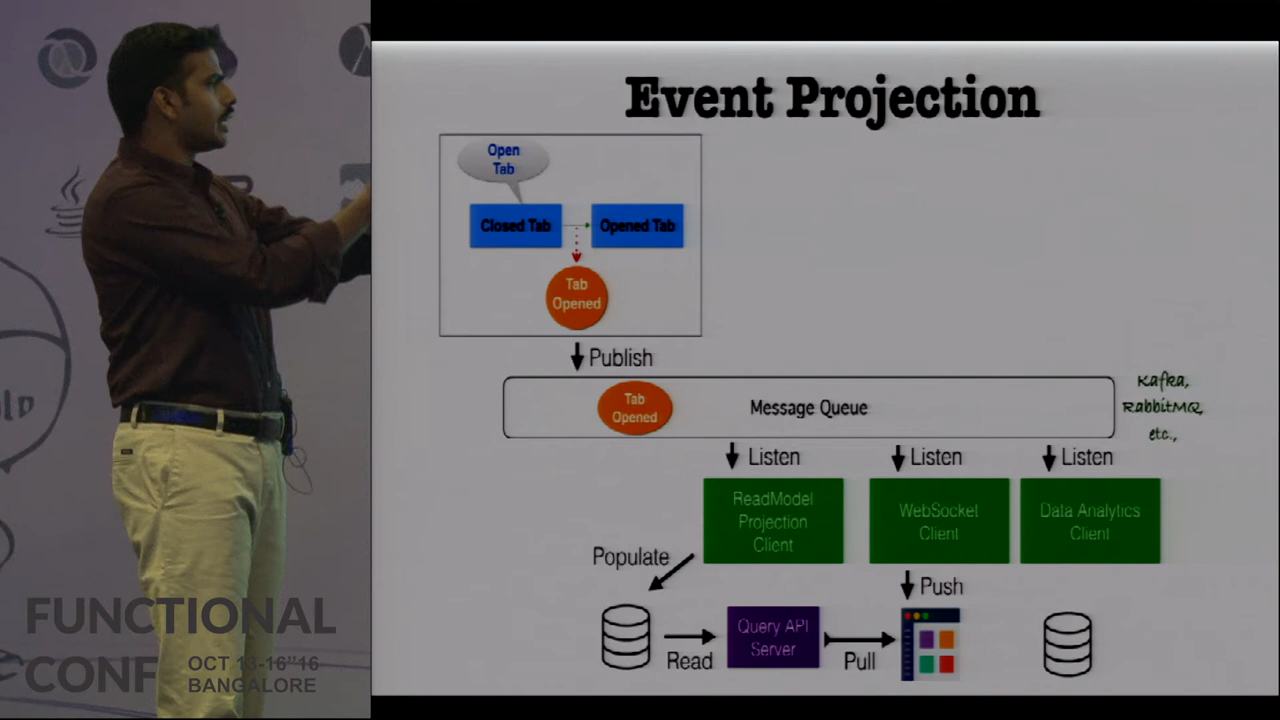 Event Projection
Open
Tab
Closed Tab
Opened Tab
Tab
Opened
Publish
Tab
Opened
Message Queue
Kafka,
RabbitMQ,
etc.,
Listen
Listen
Listen
ReadModel
Projection
Client
WebSocket
Client
Data Analytics
Client
Populate
Push
Query API
Server
Read
Pull
FUNCTIONAL
CONF
OCT 13-16"16
BANGALORE